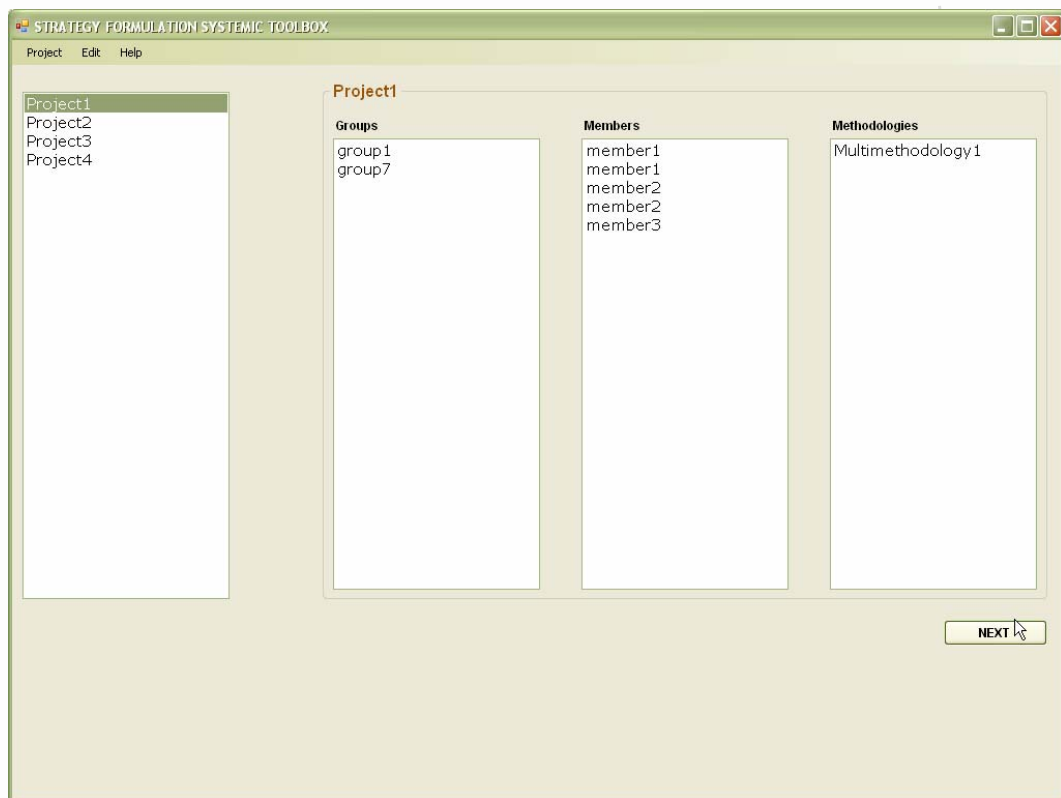 STRATEGY FORMULATION SYSTEMIC TOOLBOX
Project Edit Help
Project1
Project2
Project3
Project4
Project1
Groups
group1
group7
Members
member1
member1
member2
member2
member3
Methodologies
Multimethodology1
NEXT